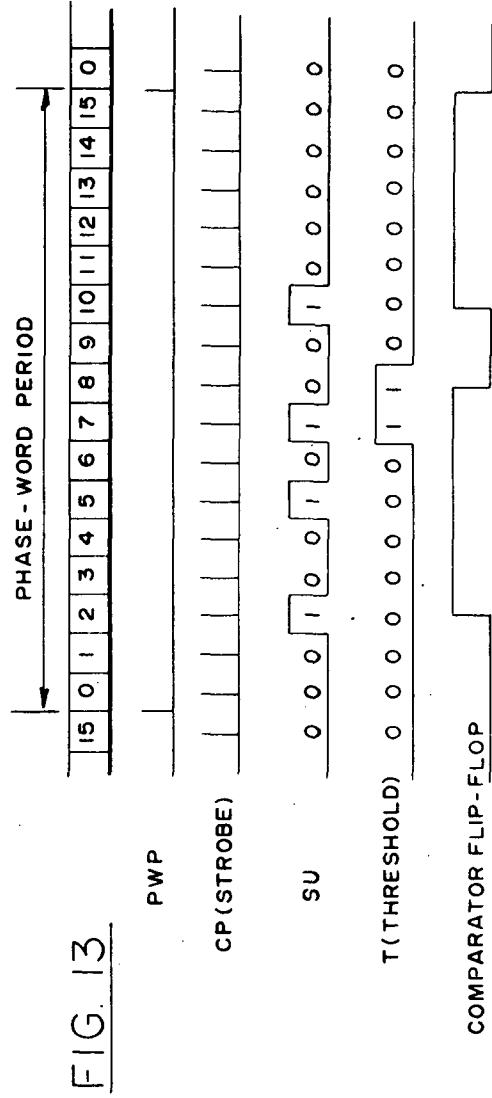 PHASE-WORD PERIOD
15 0 1 2 3 4 5 6 7 8 9 10 11 12 13 14 15 0
FIG. 13
PWP
CP (STROBE)
SU 0 0 0 1 0 0 1 0 1 0 0 1 0 0 0 0 0 0
T (THRESHOLD) 0 0 0 0 0 0 0 0 1 1 0 0 0 0 0 0 0 0
COMPARATOR FLIP-FLOP